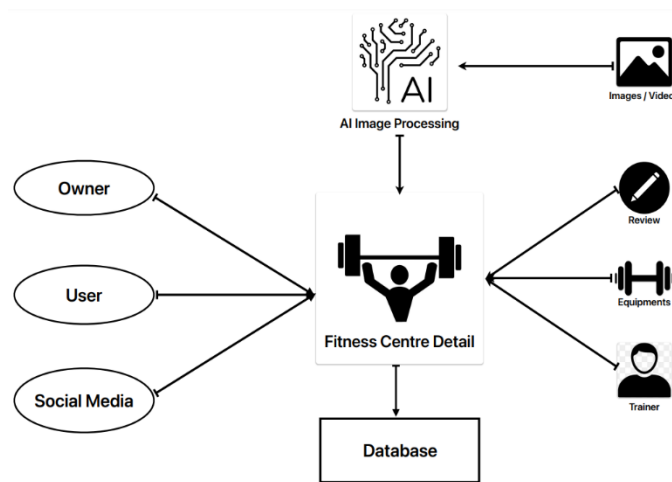 AI
AI Image Processing
Images / Video
Owner
User
Social Media
Fitness Centre Detail
Review
Equipments
Trainer
Database